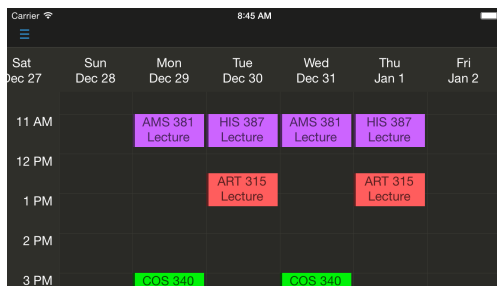 Carrier 8:45 AM
Sat Sun Mon Tue Wed Thu Fri
Dec 27 Dec 28 Dec 29 Dec 30 Dec 31 Jan 1 Jan 2
11 AM AMS 381 HIS 387 AMS 381 HIS 387
Lecture Lecture Lecture Lecture
12 PM
ART 315 ART 315
1 PM Lecture Lecture
2 PM
3 PM COS 340 COS 340